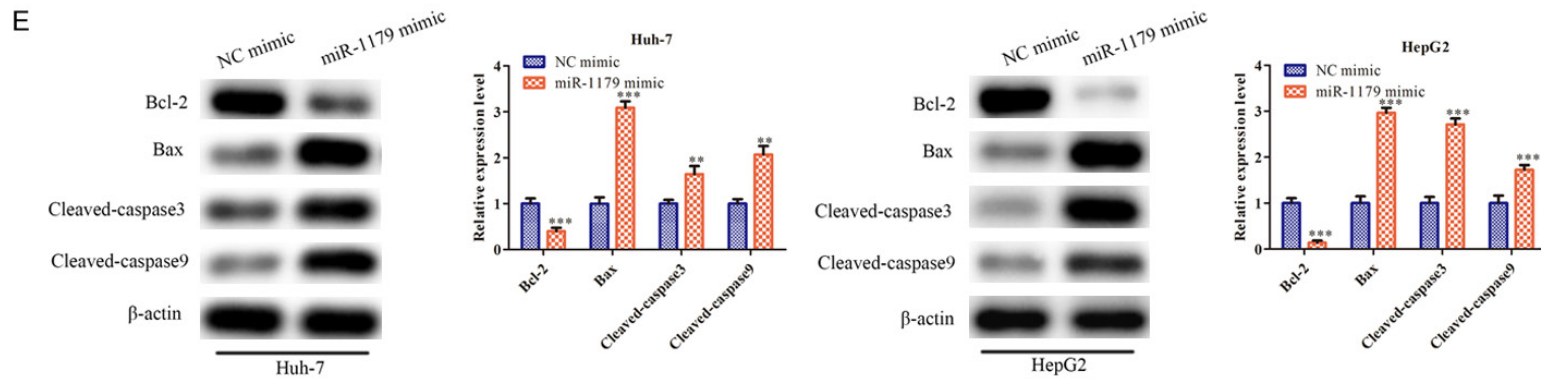 E
NC mimic
miR-1179 mimic
Bcl-2
Bax
Cleaved-caspase3
Cleaved-caspase9
β-actin
Huh-7
Huh-7
NC mimic
miR-1179 mimic
Relative expression level
4
3
2
1
0
***
***
**
**
Bcl-2
Bax
Cleaved-caspase3
Cleaved-caspase9
NC mimic
miR-1179 mimic
Bcl-2
Bax
Cleaved-caspase3
Cleaved-caspase9
β-actin
HepG2
HepG2
NC mimic
miR-1179 mimic
Relative expression level
4
3
2
1
0
***
***
***
***
Bcl-2
Bax
Cleaved-caspase3
Cleaved-caspase9